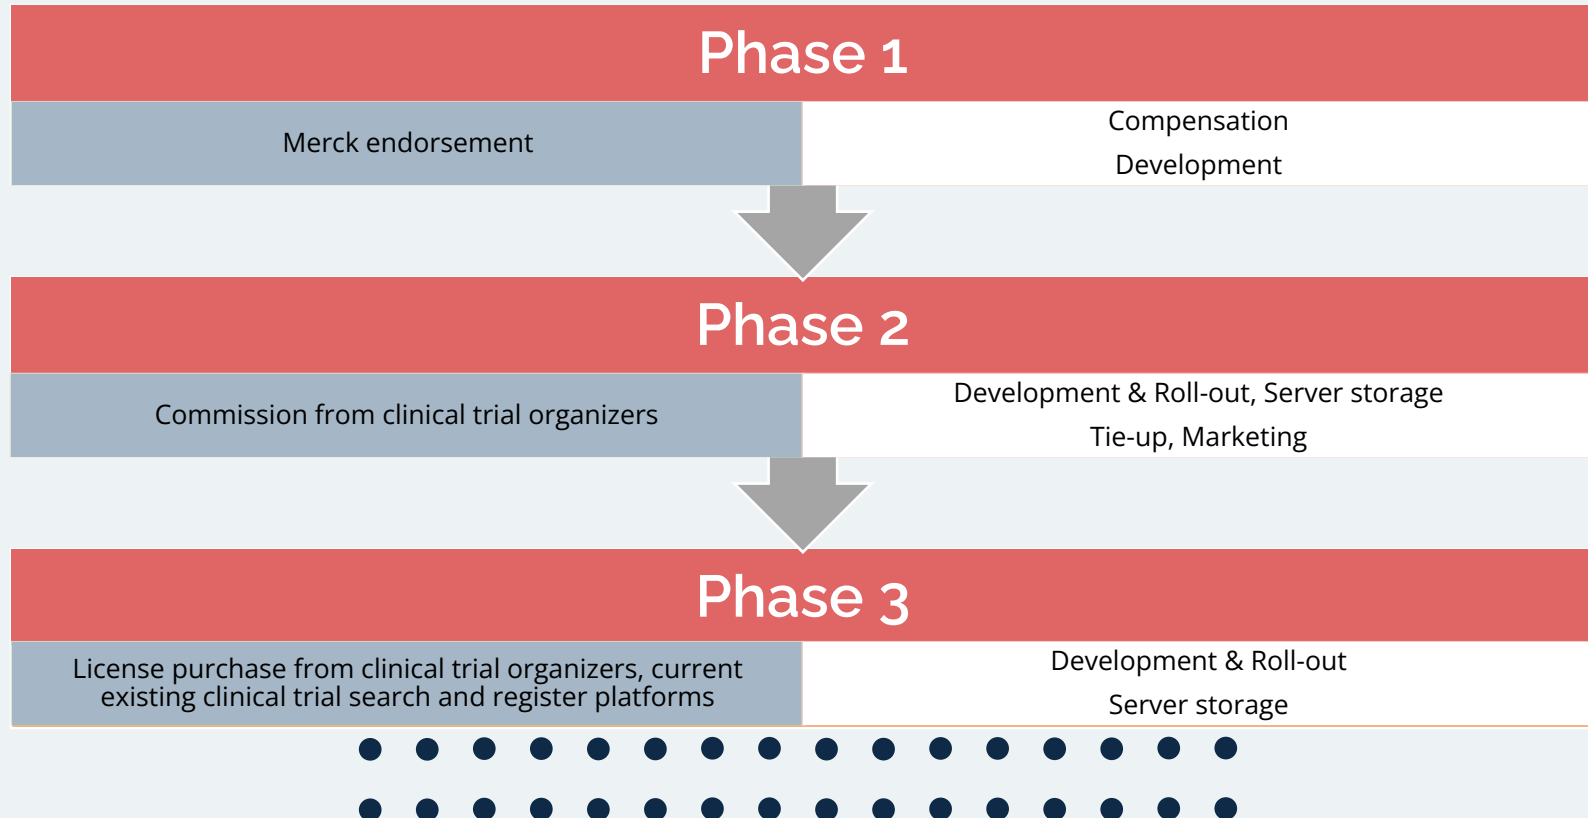 Phase 1
Merck endorsement
Compensation
Development
Phase 2
Commission from clinical trial organizers
Development & Roll-out, Server storage
Tie-up, Marketing
Phase 3
License purchase from clinical trial organizers, current
existing clinical trial search and register platforms
Development & Roll-out
Server storage